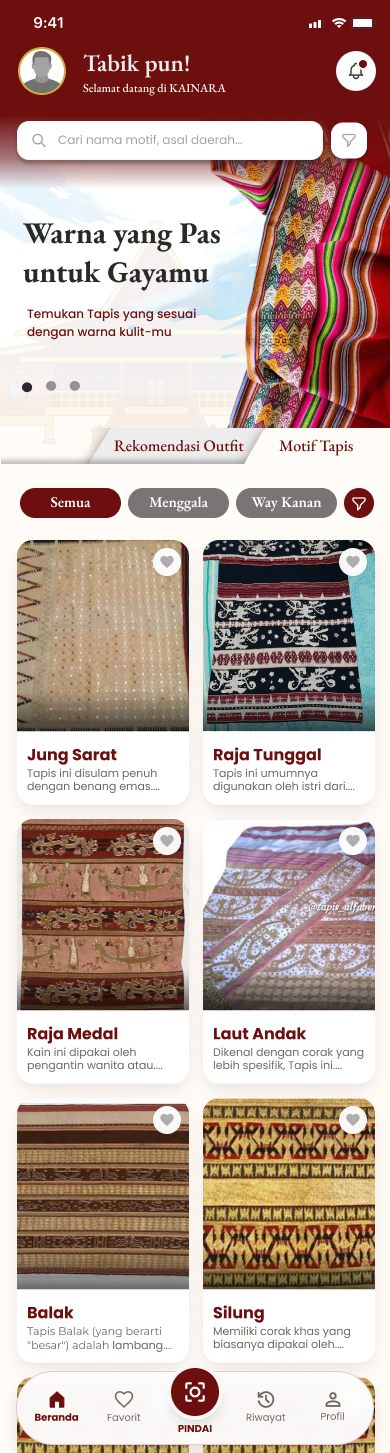 9:41
Tabik pun!
Selamat datang di KAINARA
Cari nama motif, asal daerah...
Warna yang Pas
untuk Gayamu
Temukan Tapis yang sesuai
dengan warna kulit-mu
Rekomendasi Outfit
Motif Tapis
Semua
Menggala
Way Kanan
Jung Sarat
Tapis ini disulam penuh
dengan benang emas....
Raja Tunggal
Tapis ini umumnya
digunakan oleh istri dari....
@tapis_alfaber
Raja Medal
Kain ini dipakai oleh
pengantin wanita atau....
Laut Andak
Dikenal dengan corak yang
lebih spesifik, Tapis ini....
Balak
Tapis Balak (yang berarti
"besar") adalah lambang....
Silung
Memiliki corak khas yang
biasanya dipakai oleh....
Beranda
Favorit
PINDAI
Riwayat
Profil